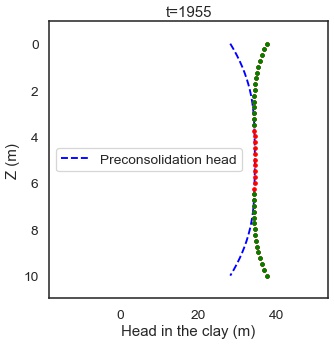 t=1955
0
2
4
6
8
10
Z (m)
Preconsolidation head
0
20
40
Head in the clay (m)